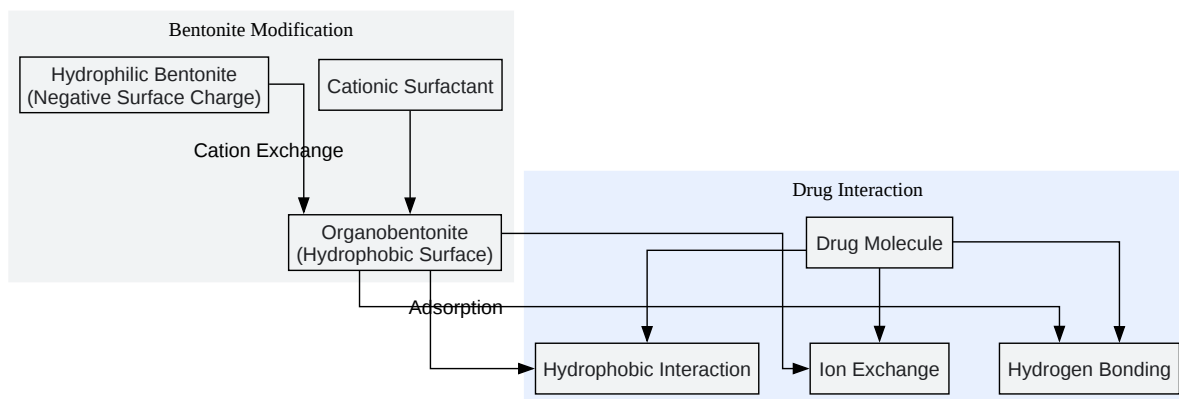 Bentonite Modification
Hydrophilic Bentonite
(Negative Surface Charge)
Cationic Surfactant
Cation Exchange
Organobentonite
(Hydrophobic Surface)
Drug Interaction
Drug Molecule
Adsorption
Hydrophobic Interaction
Ion Exchange
Hydrogen Bonding